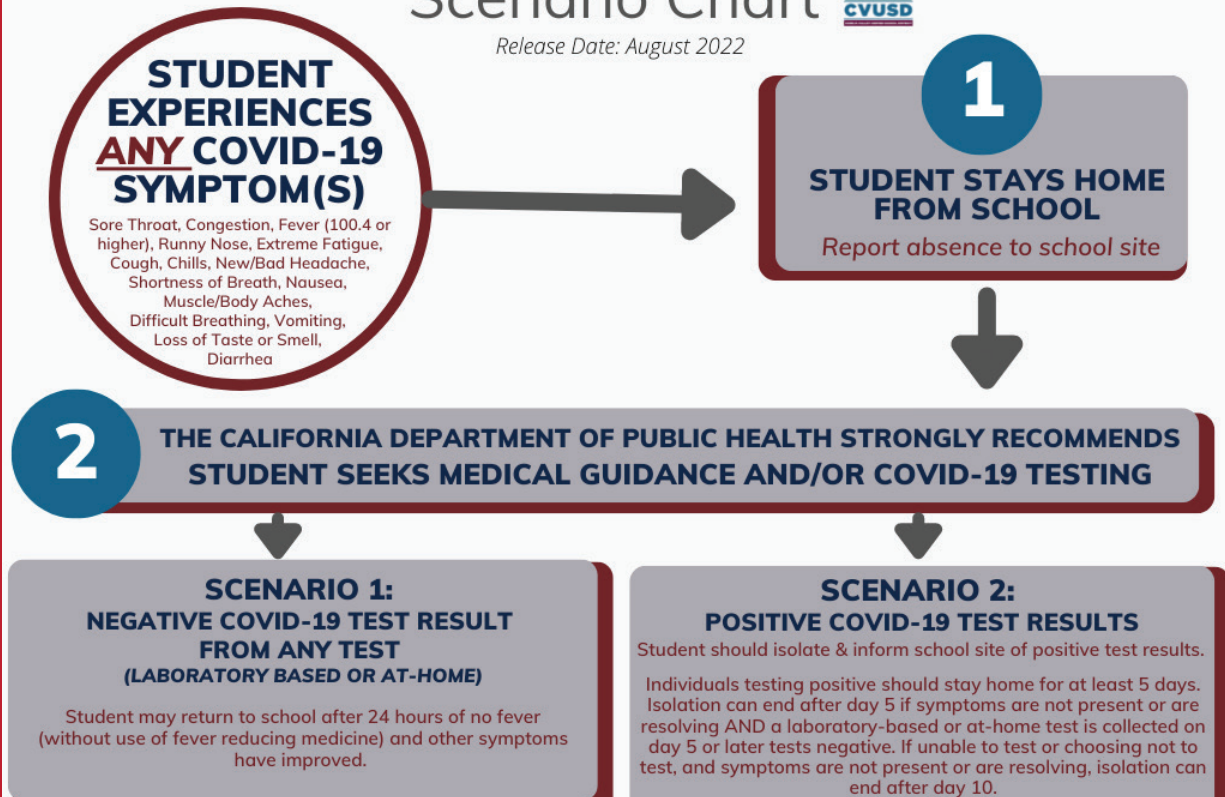 Scenario Chart
CVUSD
Release Date: August 2022
STUDENT
EXPERIENCES
ANY COVID-19
SYMPTOM(S)
Sore Throat, Congestion, Fever (100.4 or
higher), Runny Nose, Extreme Fatigue,
Cough, Chills, New/Bad Headache,
Shortness of Breath, Nausea,
Muscle/Body Aches,
Difficult Breathing, Vomiting,
Loss of Taste or Smell,
Diarrhea
1
STUDENT STAYS HOME
FROM SCHOOL
Report absence to school site
2
THE CALIFORNIA DEPARTMENT OF PUBLIC HEALTH STRONGLY RECOMMENDS
STUDENT SEEKS MEDICAL GUIDANCE AND/OR COVID-19 TESTING
SCENARIO 1:
NEGATIVE COVID-19 TEST RESULT
FROM ANY TEST
(LABORATORY BASED OR AT-HOME)
Student may return to school after 24 hours of no fever
(without use of fever reducing medicine) and other symptoms
have improved.
SCENARIO 2:
POSITIVE COVID-19 TEST RESULTS
Student should isolate & inform school site of positive test results.
Individuals testing positive should stay home for at least 5 days.
Isolation can end after day 5 if symptoms are not present or are
resolving AND a laboratory-based or at-home test is collected on
day 5 or later tests negative. If unable to test or choosing not to
test, and symptoms are not present or are resolving, isolation can
end after day 10.